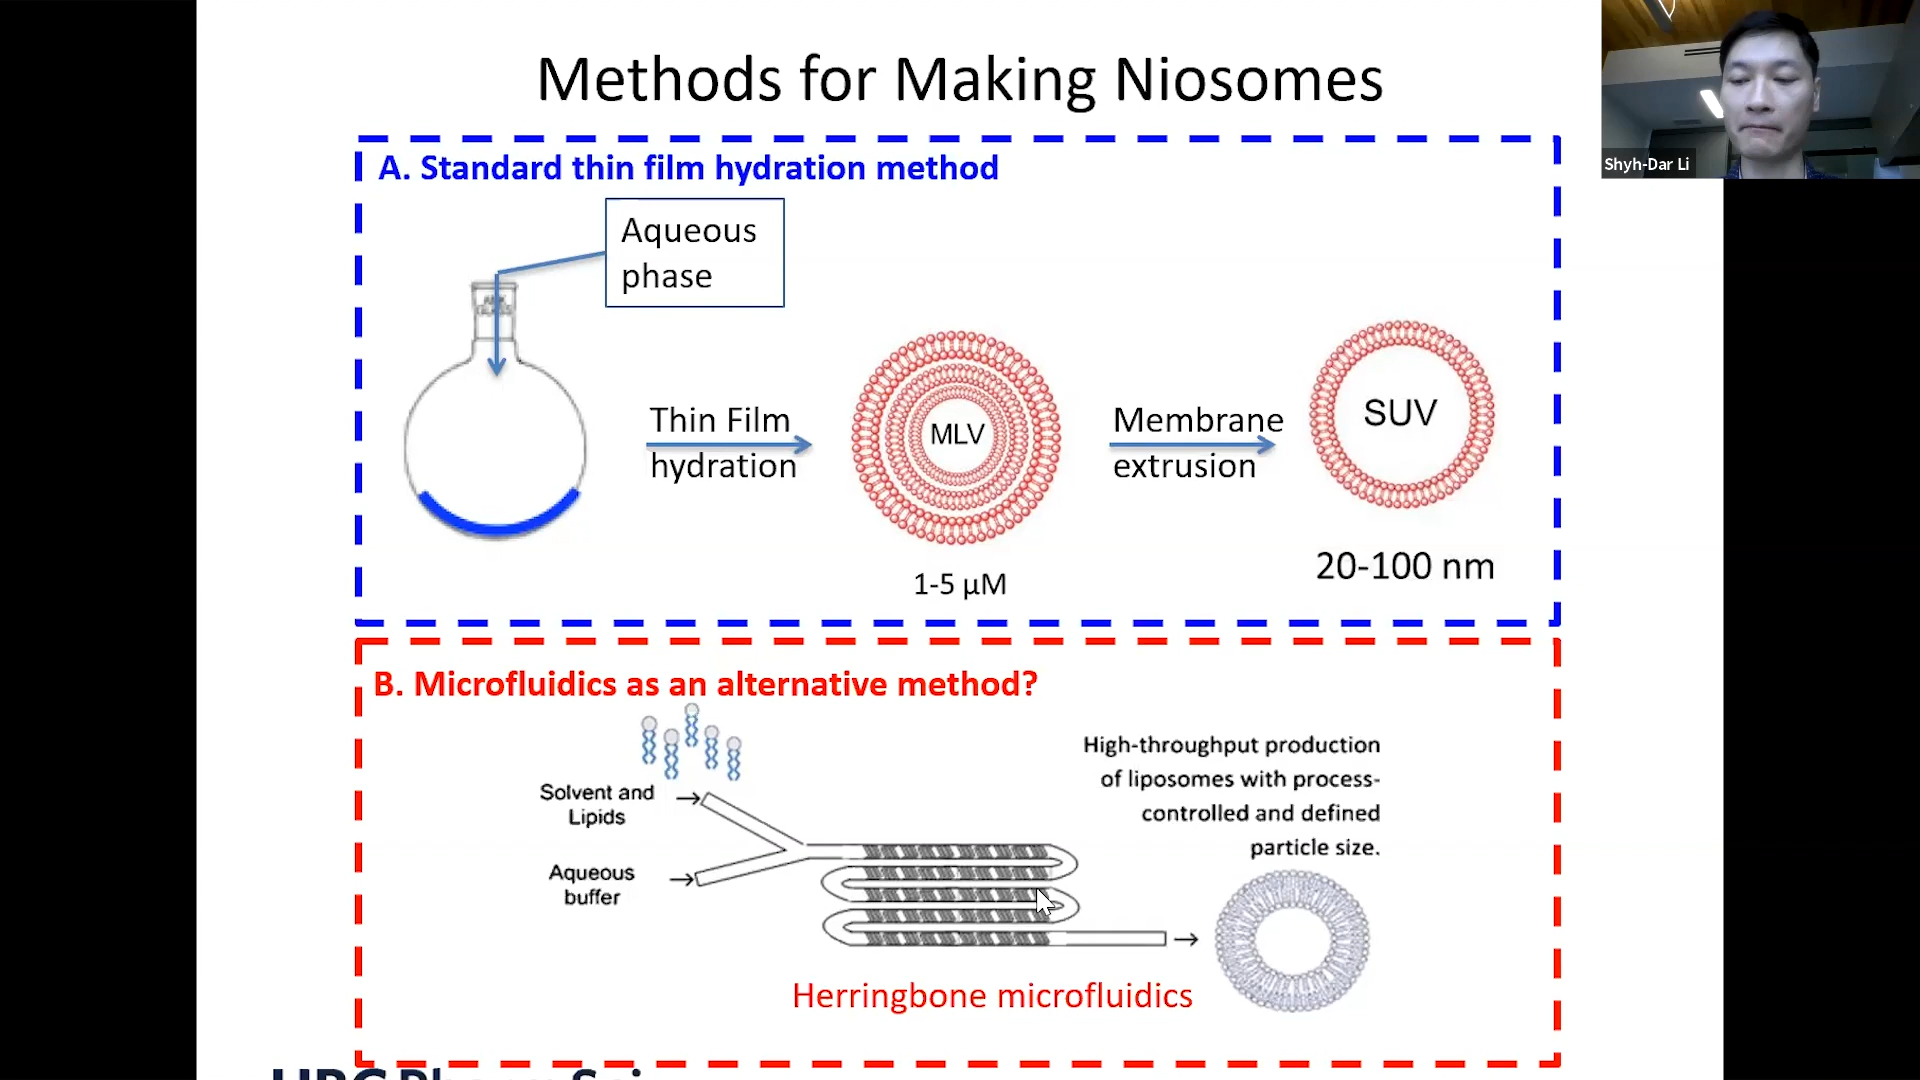 Methods for Making Niosomes
Shyh-Dar Li
A. Standard thin film hydration method
Aqueous
phase
Thin Film
hydration
MLV
1-5 µM
Membrane
extrusion
SUV
20-100 nm
B. Microfluidics as an alternative method?
Solvent and
Lipids
Aqueous
buffer
High-throughput production
of liposomes with process-
controlled and defined
particle size.
Herringbone microfluidics